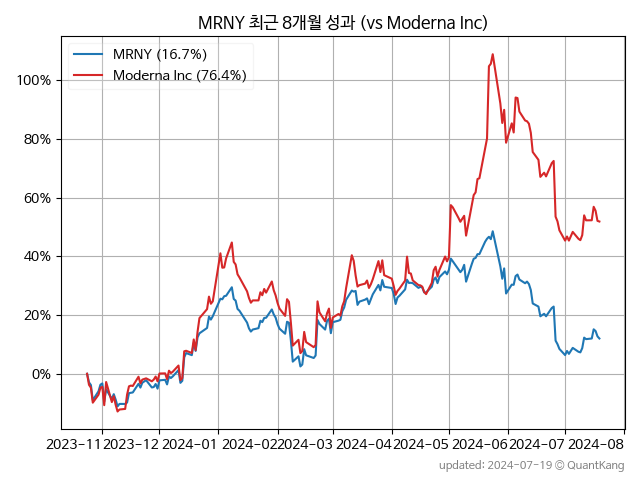 MRNY 최근 8개월 성과 (vs Moderna Inc)
MRNY (16.7%)
Moderna Inc (76.4%)
100%
80%
60%
40%
20%
0%
2023-11 2023-12 2024-01 2024-02 2024-03 2024-04 2024-05 2024-06 2024-07 2024-08
updated: 2024-07-19 © QuantKang